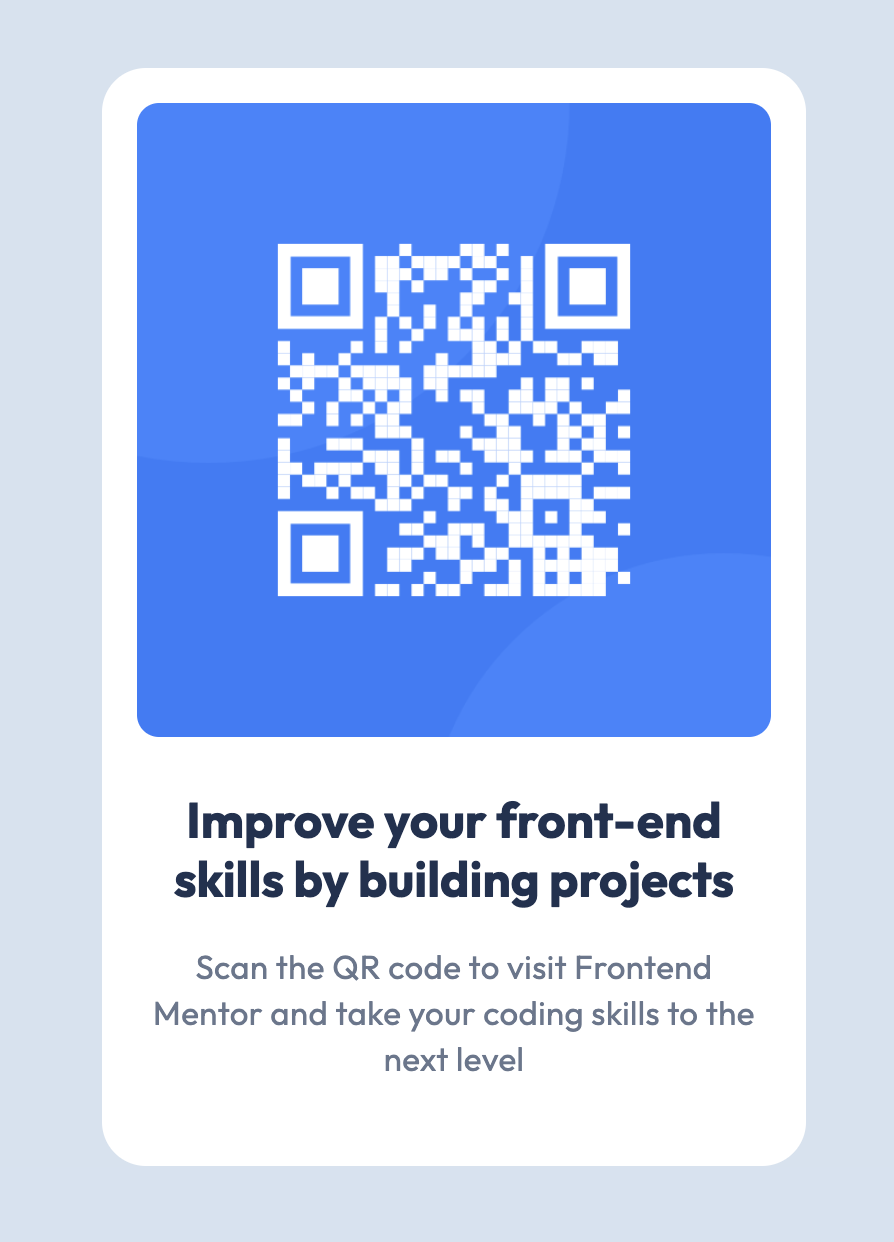 Improve your front-end
skills by building projects
Scan the QR code to visit Frontend
Mentor and take your coding skills to the
next level